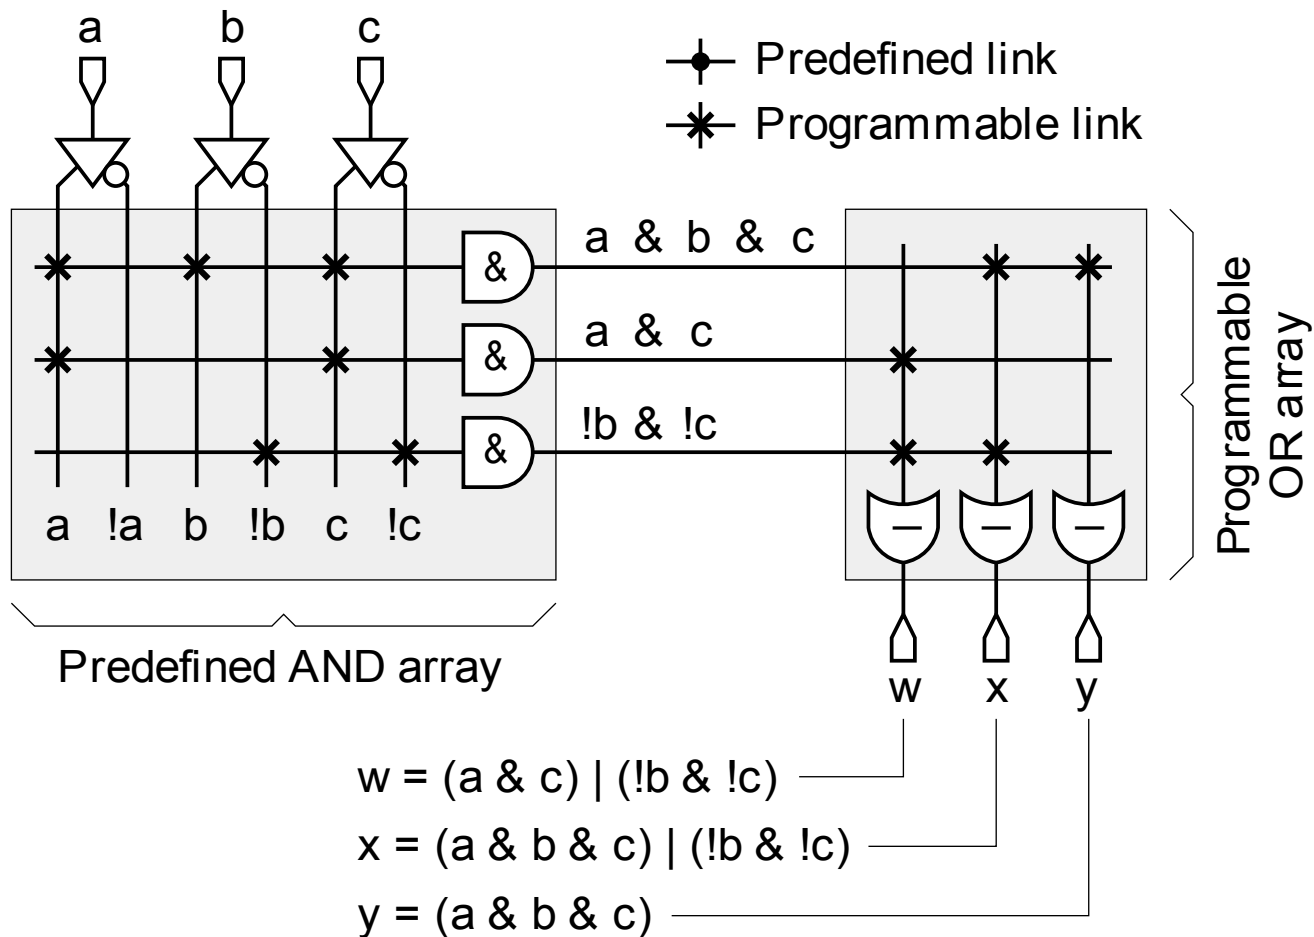 a b c
Predefined link
Programmable link
& a & b & c
& a & c
& !b & !c
a !a b !b c !c
Predefined AND array
Programmable
OR array
w x y
w = (a & c) | (!b & !c)
x = (a & b & c) | (!b & !c)
y = (a & b & c)